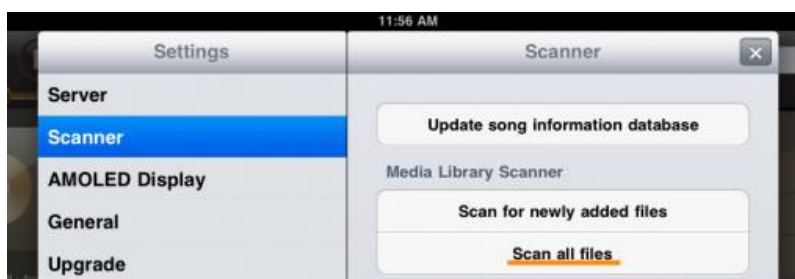 11:56 AM
Settings
Scanner
Server
Scanner
AMOLED Display
General
Upgrade
Update song information database
Media Library Scanner
Scan for newly added files
Scan all files